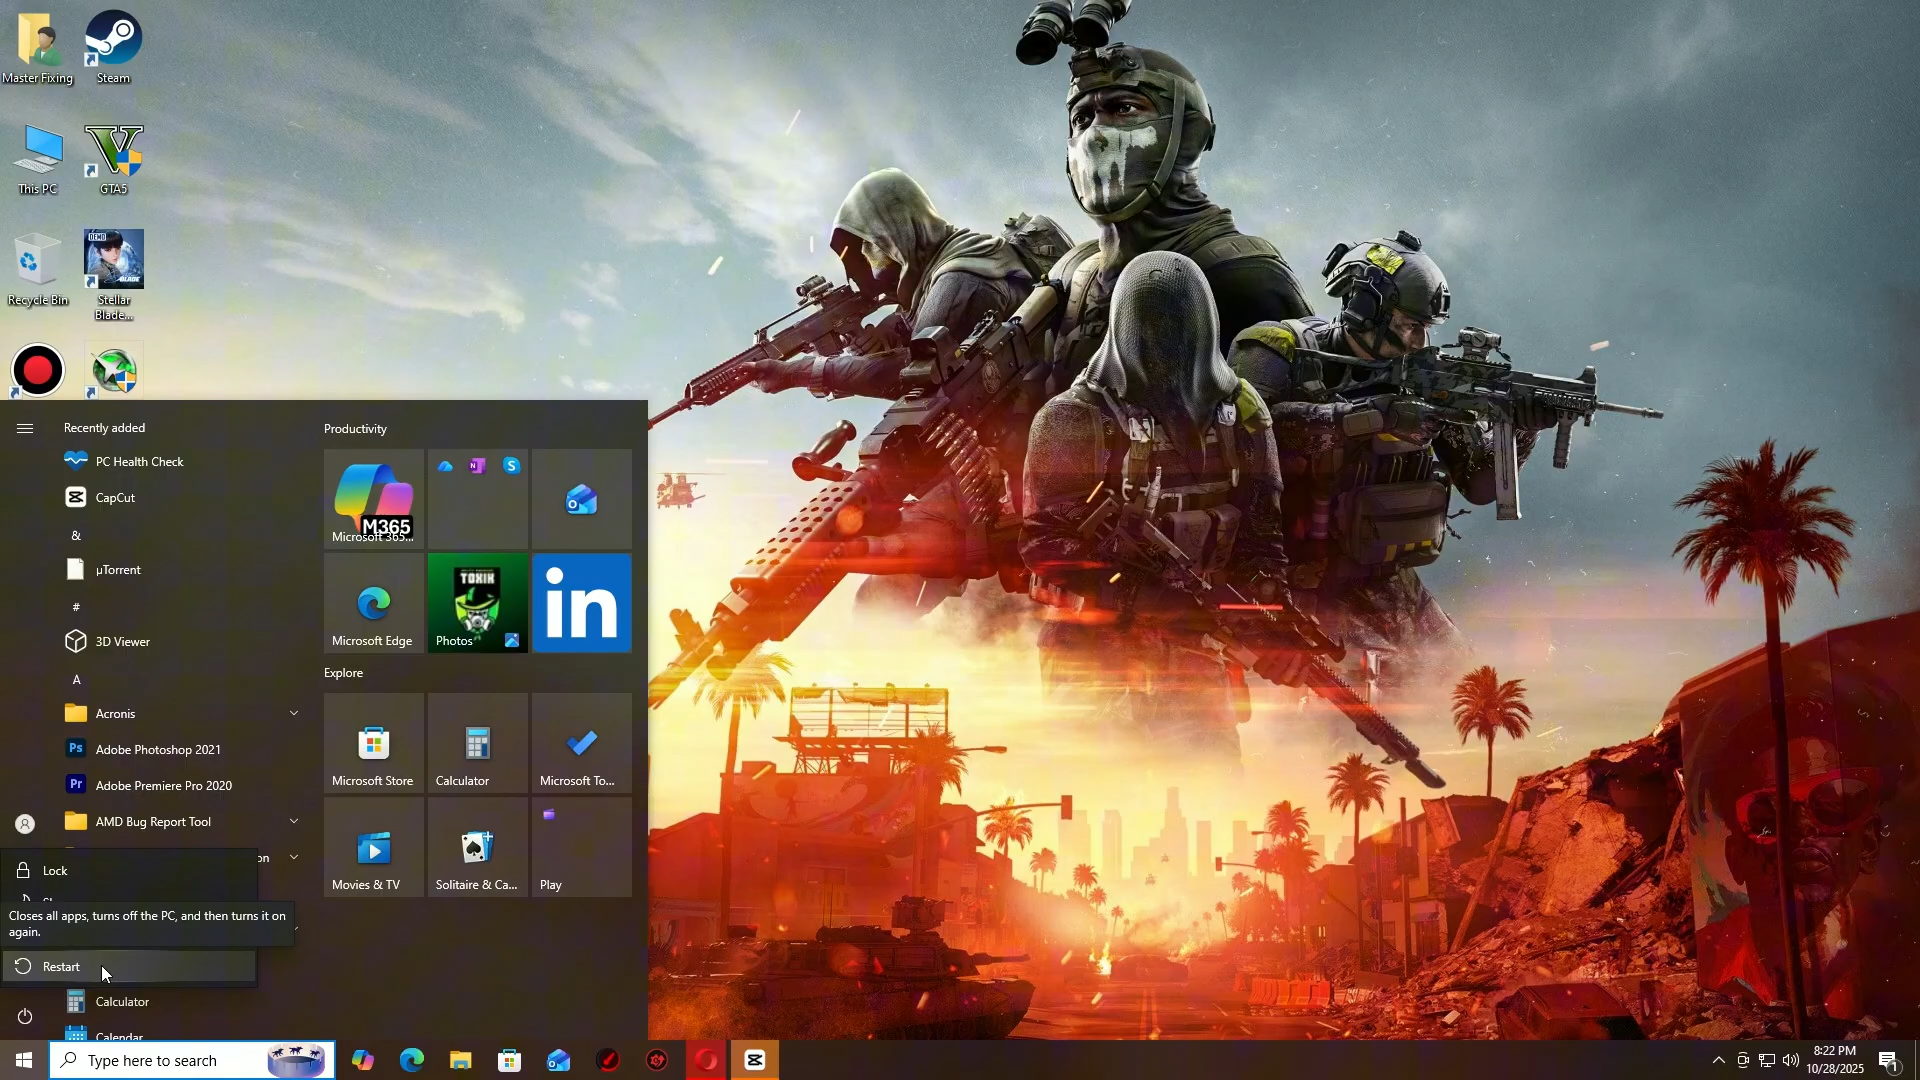 Master Fixing
Steam
This PC
GTA5
DEMO
BLADE
Recycle Bin
Stellar
Blade...
Recently added
PC Health Check
CapCut
&
µTorrent
#
3D Viewer
A
Acronis
Adobe Photoshop 2021
Adobe Premiere Pro 2020
AMD Bug Report Tool
on
Lock
Closes all apps, turns off the PC, and then turns it on
again.
Restart
Calculator
Calendar
Productivity
M365
Microsoft 365...
Microsoft Edge
TOXIK
Photos
in
Explore
Microsoft Store
Calculator
Microsoft To...
Movies & TV
Solitaire & Ca...
Play
Type here to search
8:22 PM
10/28/2025
1